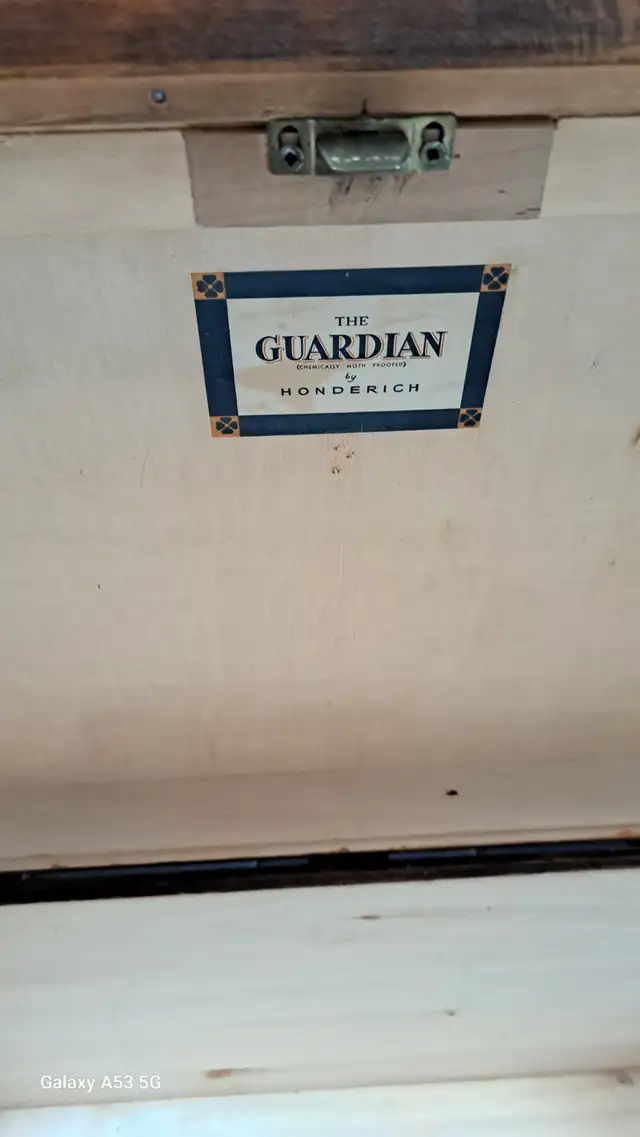 THE
GUARDIAN
(CHEMICALLY MOTH PROOFED)
by
HONDERICH
Galaxy A53 5G